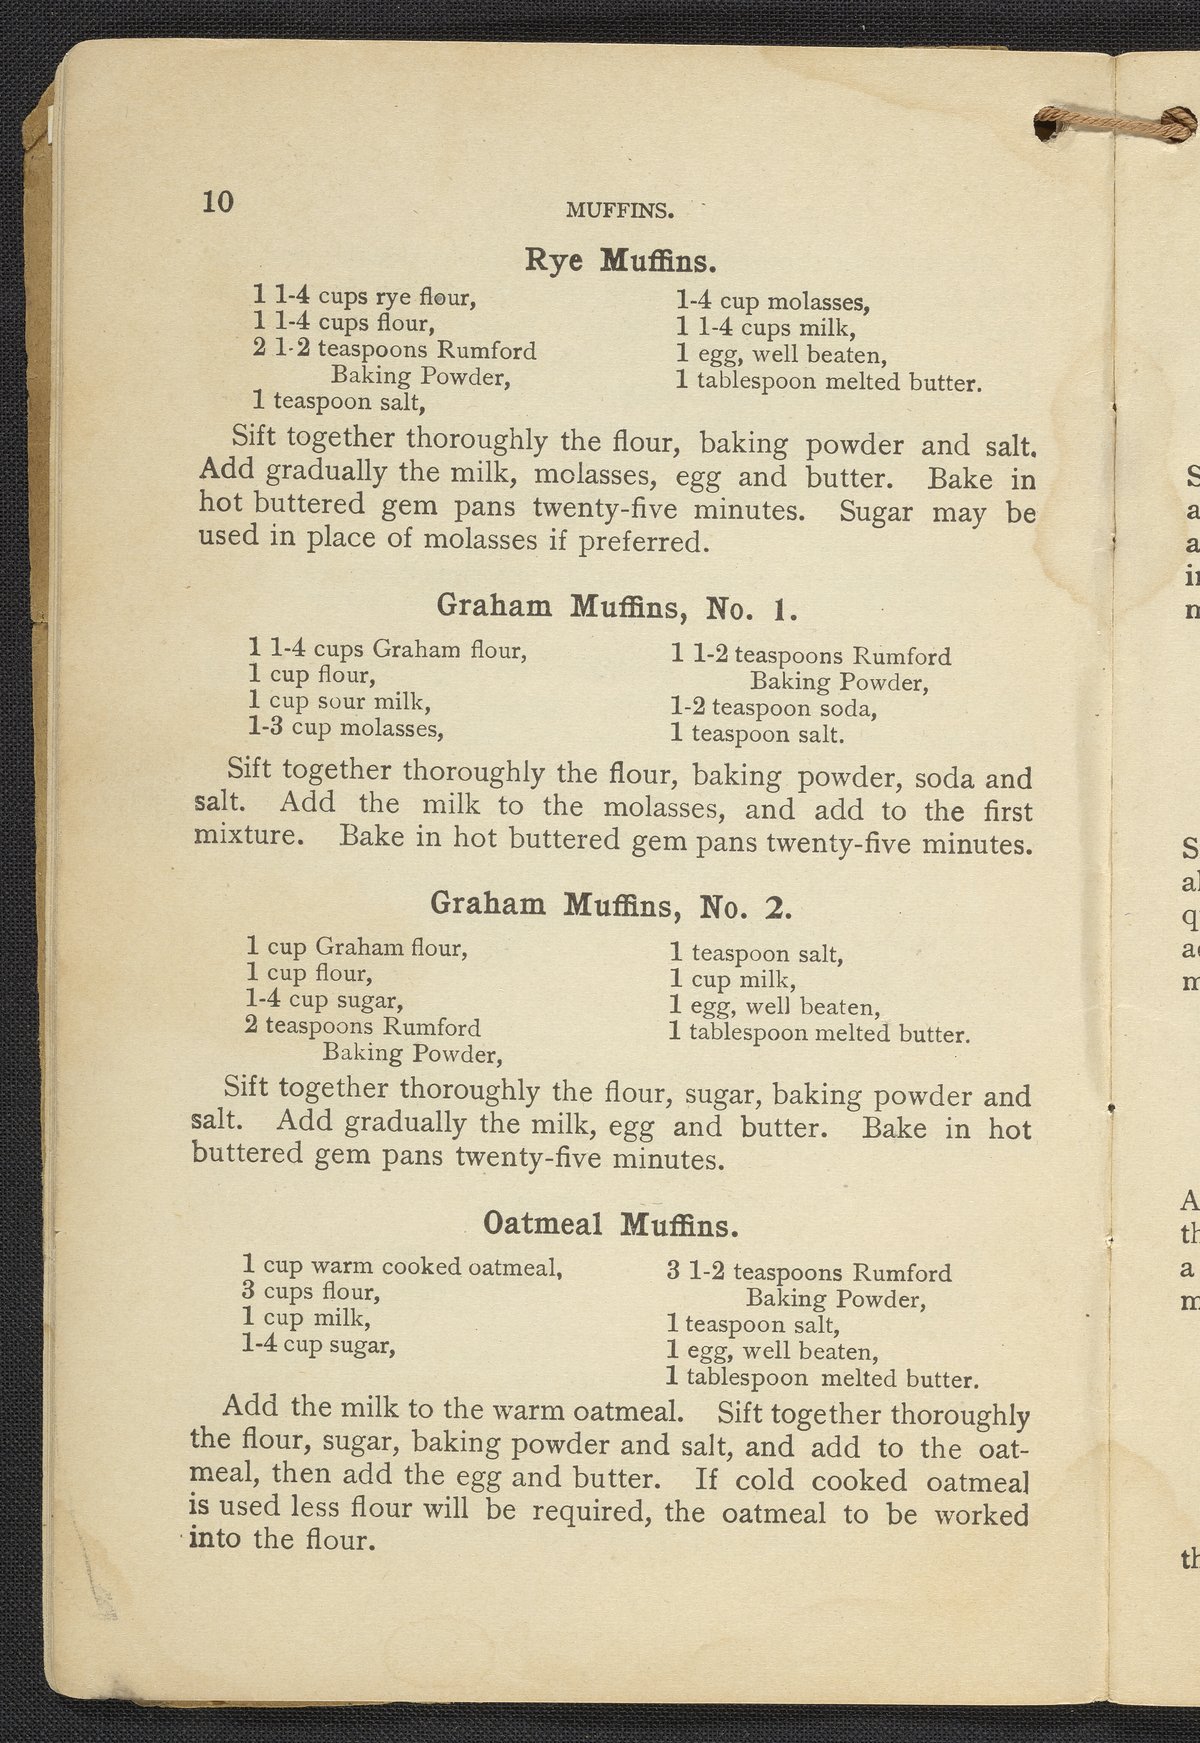 10
MUFFINS.
Rye Muffins.
1 1-4 cups rye flour,
1 1-4 cups flour,
2 1-2 teaspoons Rumford
Baking Powder,
1 teaspoon salt,
1-4 cup molasses,
1 1-4 cups milk,
1 egg, well beaten,
1 tablespoon melted butter.
Sift together thoroughly the flour, baking powder and salt.
Add gradually the milk, molasses, egg and butter. Bake in
hot buttered gem pans twenty-five minutes. Sugar may be
used in place of molasses if preferred.
Graham Muffins, No. 1.
1 1-4 cups Graham flour,
1 cup flour,
1 cup sour milk,
1-3 cup molasses,
1 1-2 teaspoons Rumford
Baking Powder,
1-2 teaspoon soda,
1 teaspoon salt.
Sift together thoroughly the flour, baking powder, soda and
salt. Add the milk to the molasses, and add to the first
mixture. Bake in hot buttered gem pans twenty-five minutes.
Graham Muffins, No. 2.
1 cup Graham flour,
1 cup flour,
1-4 cup sugar,
2 teaspoons Rumford
Baking Powder,
1 teaspoon salt,
1 cup milk,
1 egg, well beaten,
1 tablespoon melted butter.
Sift together thoroughly the flour, sugar, baking powder and
salt. Add gradually the milk, egg and butter. Bake in hot
buttered gem pans twenty-five minutes.
Oatmeal Muffins.
1 cup warm cooked oatmeal,
3 cups flour,
1 cup milk,
1-4 cup sugar,
3 1-2 teaspoons Rumford
Baking Powder,
1 teaspoon salt,
1 egg, well beaten,
1 tablespoon melted butter.
Add the milk to the warm oatmeal. Sift together thoroughly
the flour, sugar, baking powder and salt, and add to the oat-
meal, then add the egg and butter. If cold cooked oatmeal
is used less flour will be required, the oatmeal to be worked
into the flour.